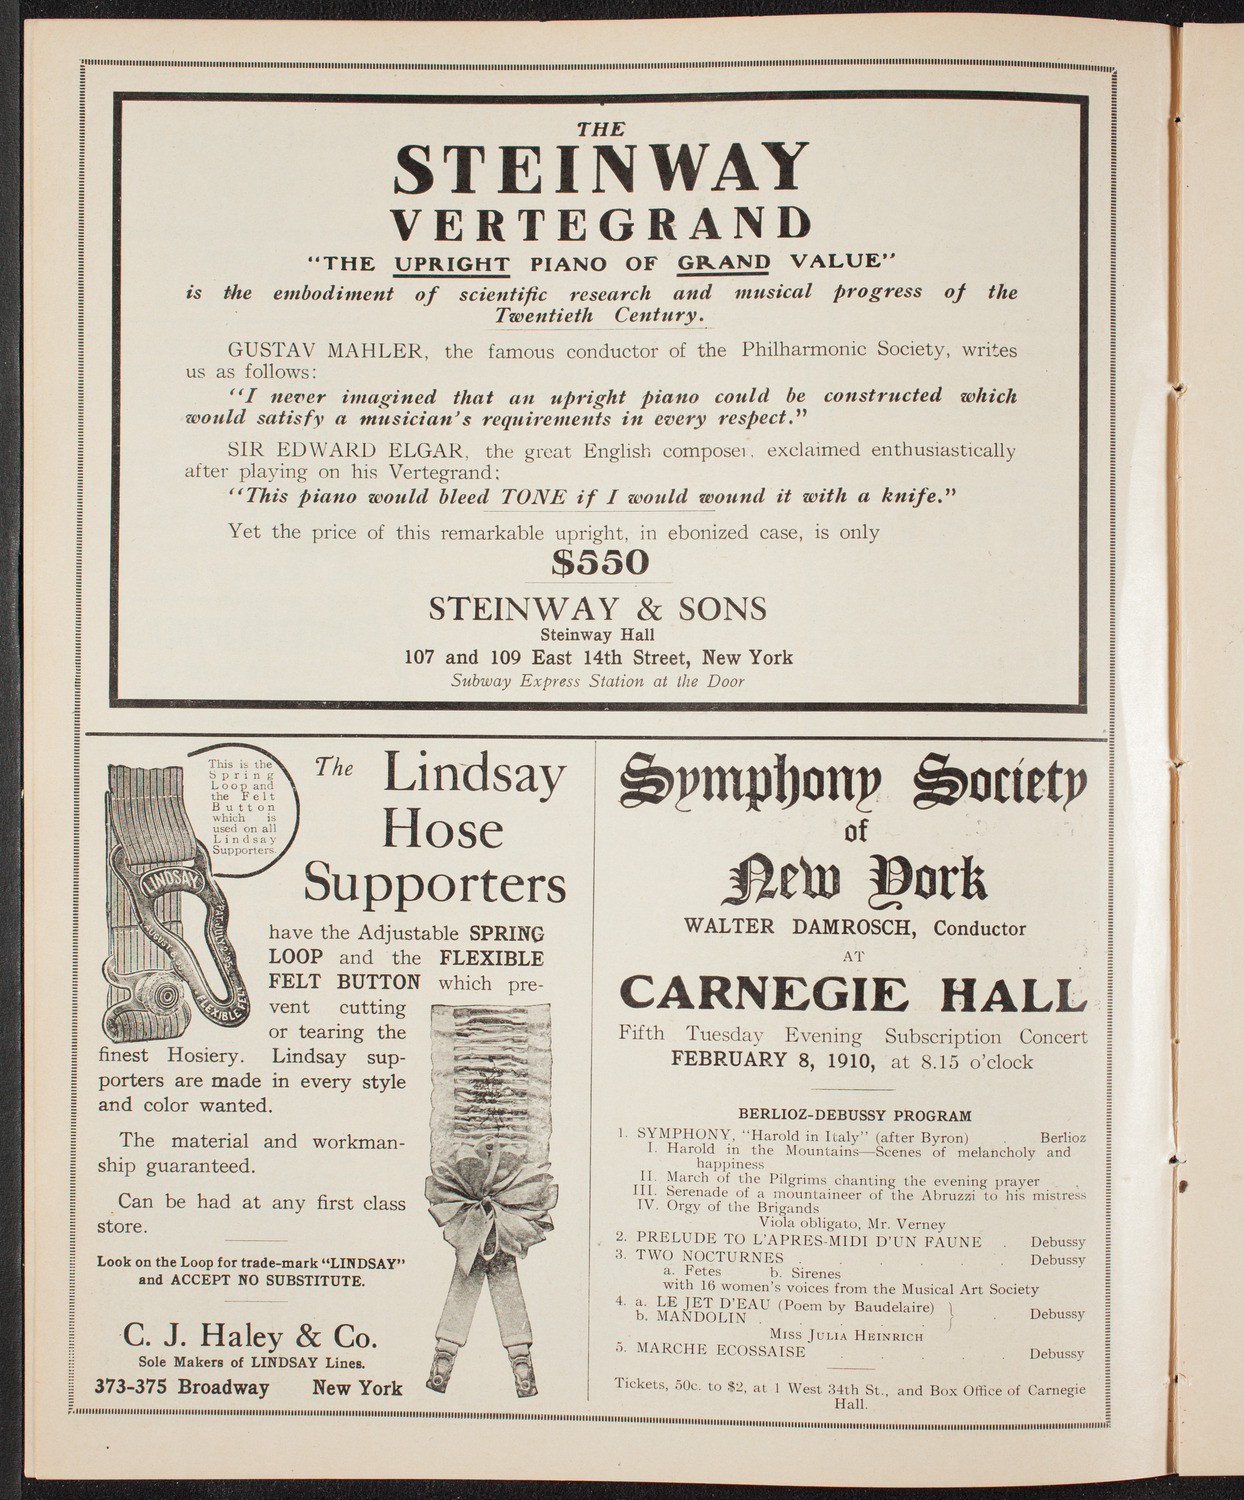 THE
STEINWAY
VERTEGRAND
"THE UPRIGHT PIANO OF GRAND VALUE"
is the embodiment of scientific research and musical progress of the
Twentieth Century.
GUSTAV MAHLER, the famous conductor of the Philharmonic Society, writes
us as follows:
"I never imagined that an upright piano could be constructed which
would satisfy a musician's requirements in every respect."
SIR EDWARD ELGAR, the great English composer, exclaimed enthusiastically
after playing on his Vertegrand:
"This piano would bleed TONE if I would wound it with a knife."
Yet the price of this remarkable upright, in ebonized case, is only
$550
STEINWAY & SONS
Steinway Hall
107 and 109 East 14th Street, New York
Subway Express Station at the Door
This is the
Spring
Loop and
the Felt
Button
which is
used on all
Lindsay
Supporters.
LINDSAY
FLEXIBLE FELT
The Lindsay
Hose
Supporters
have the Adjustable SPRING
LOOP and the FLEXIBLE
FELT BUTTON which pre-
vent cutting
or tearing the
finest Hosiery. Lindsay sup-
porters are made in every style
and color wanted.
The material and workman-
ship guaranteed.
Can be had at any first class
store.
Look on the Loop for trade-mark "LINDSAY"
and ACCEPT NO SUBSTITUTE.
C. J. Haley & Co.
Sole Makers of LINDSAY Lines.
373-375 Broadway New York
Symphony Society
of
New York
WALTER DAMROSCH, Conductor
AT
CARNEGIE HALL
Fifth Tuesday Evening Subscription Concert
FEBRUARY 8, 1910, at 8.15 o'clock
BERLIOZ-DEBUSSY PROGRAM
1. SYMPHONY, "Harold in Italy" (after Byron) . Berlioz
I. Harold in the Mountains—Scenes of melancholy and
happiness
II. March of the Pilgrims chanting the evening prayer
III. Serenade of a mountaineer of the Abruzzi to his mistress
IV. Orgy of the Brigands
Viola obligato, Mr. Verney
2. PRELUDE TO L'APRES-MIDI D'UN FAUNE . Debussy
3. TWO NOCTURNES . . . . . Debussy
a. Fetes b. Sirenes
with 16 women's voices from the Musical Art Society
4. a. LE JET D'EAU (Poem by Baudelaire)
b. MANDOLIN . . . . . Debussy
MISS JULIA HEINRICH
5. MARCHE ECOSSAISE . . . . . Debussy
Tickets, 50c. to $2, at 1 West 34th St., and Box Office of Carnegie
Hall.